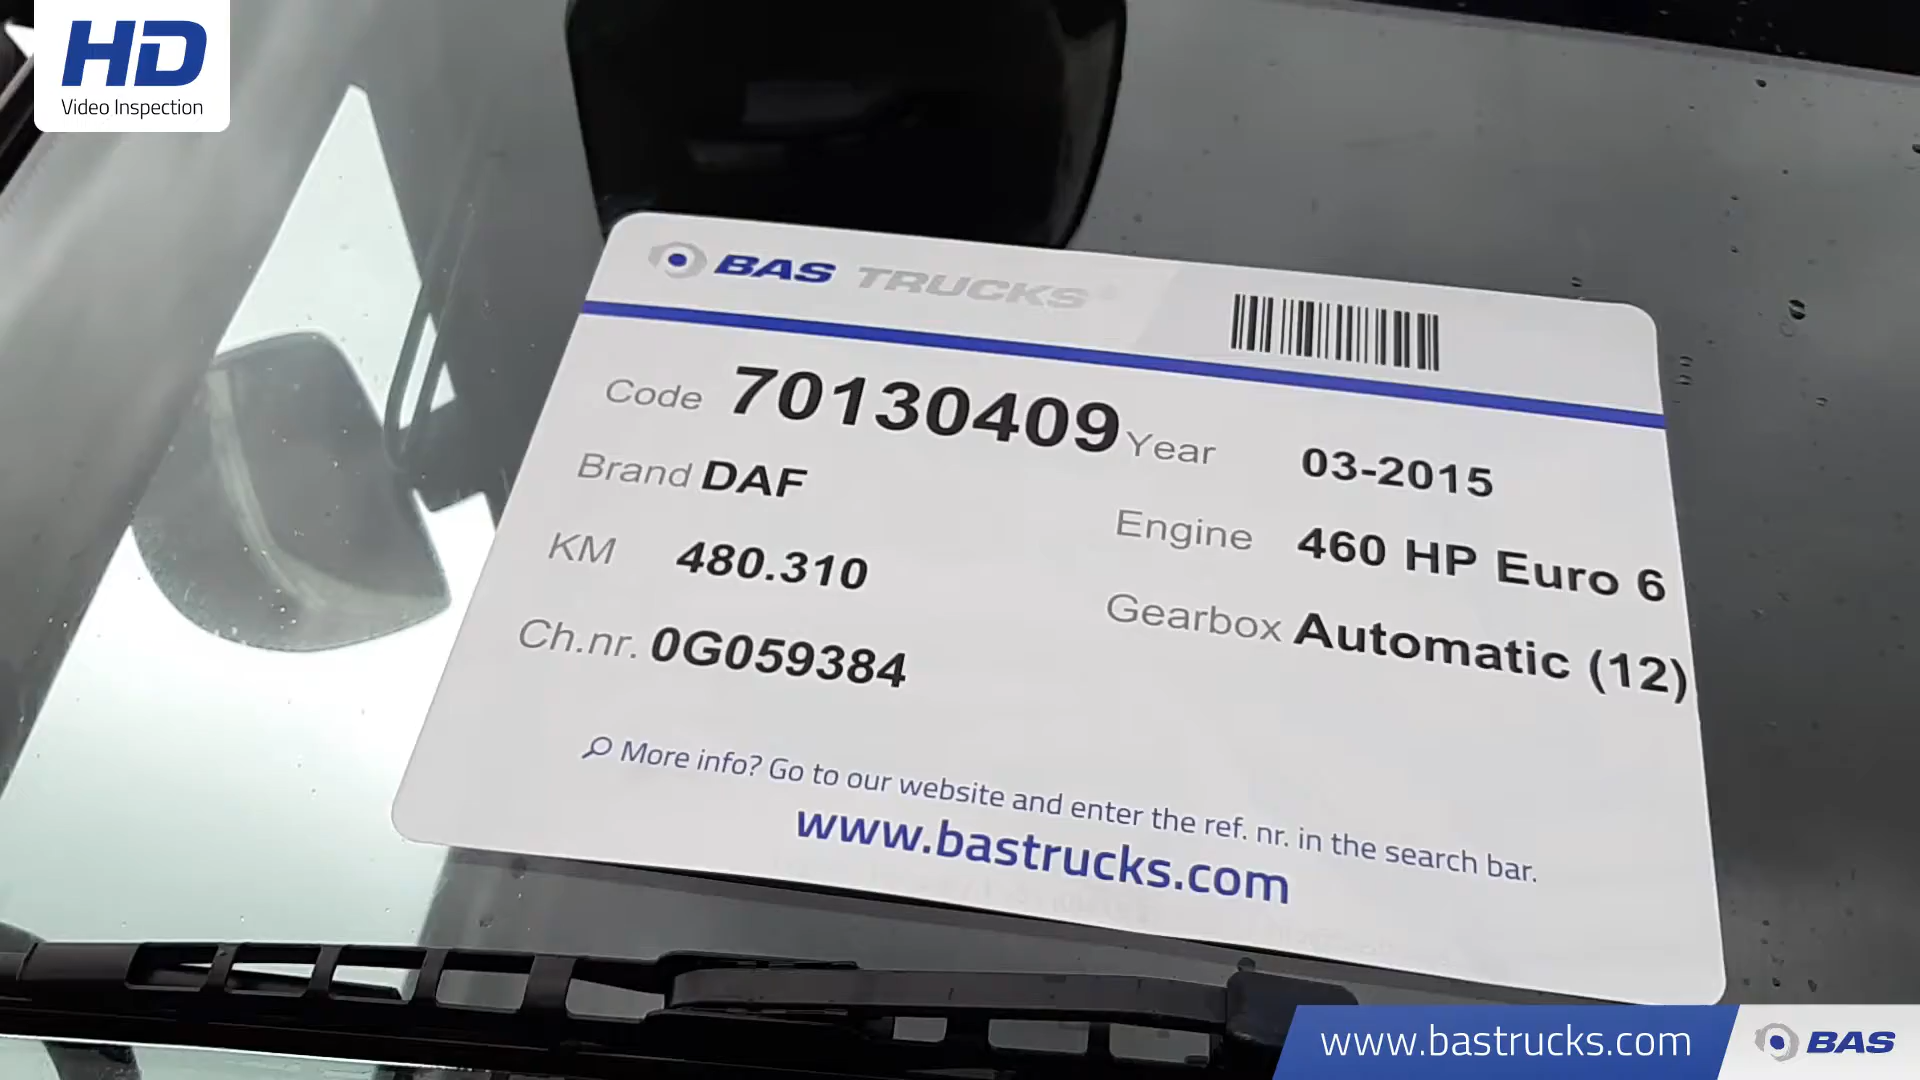 HD
Video Inspection
BAS TRUCKS
Code 70130409 Year 03-2015
Brand DAF
Engine 460 HP Euro 6
KM 480.310
Gearbox Automatic (12)
Ch.nr. 0G059384
More info? Go to our website and enter the ref. nr. in the search bar.
www.bastrucks.com
www.bastrucks.com BAS